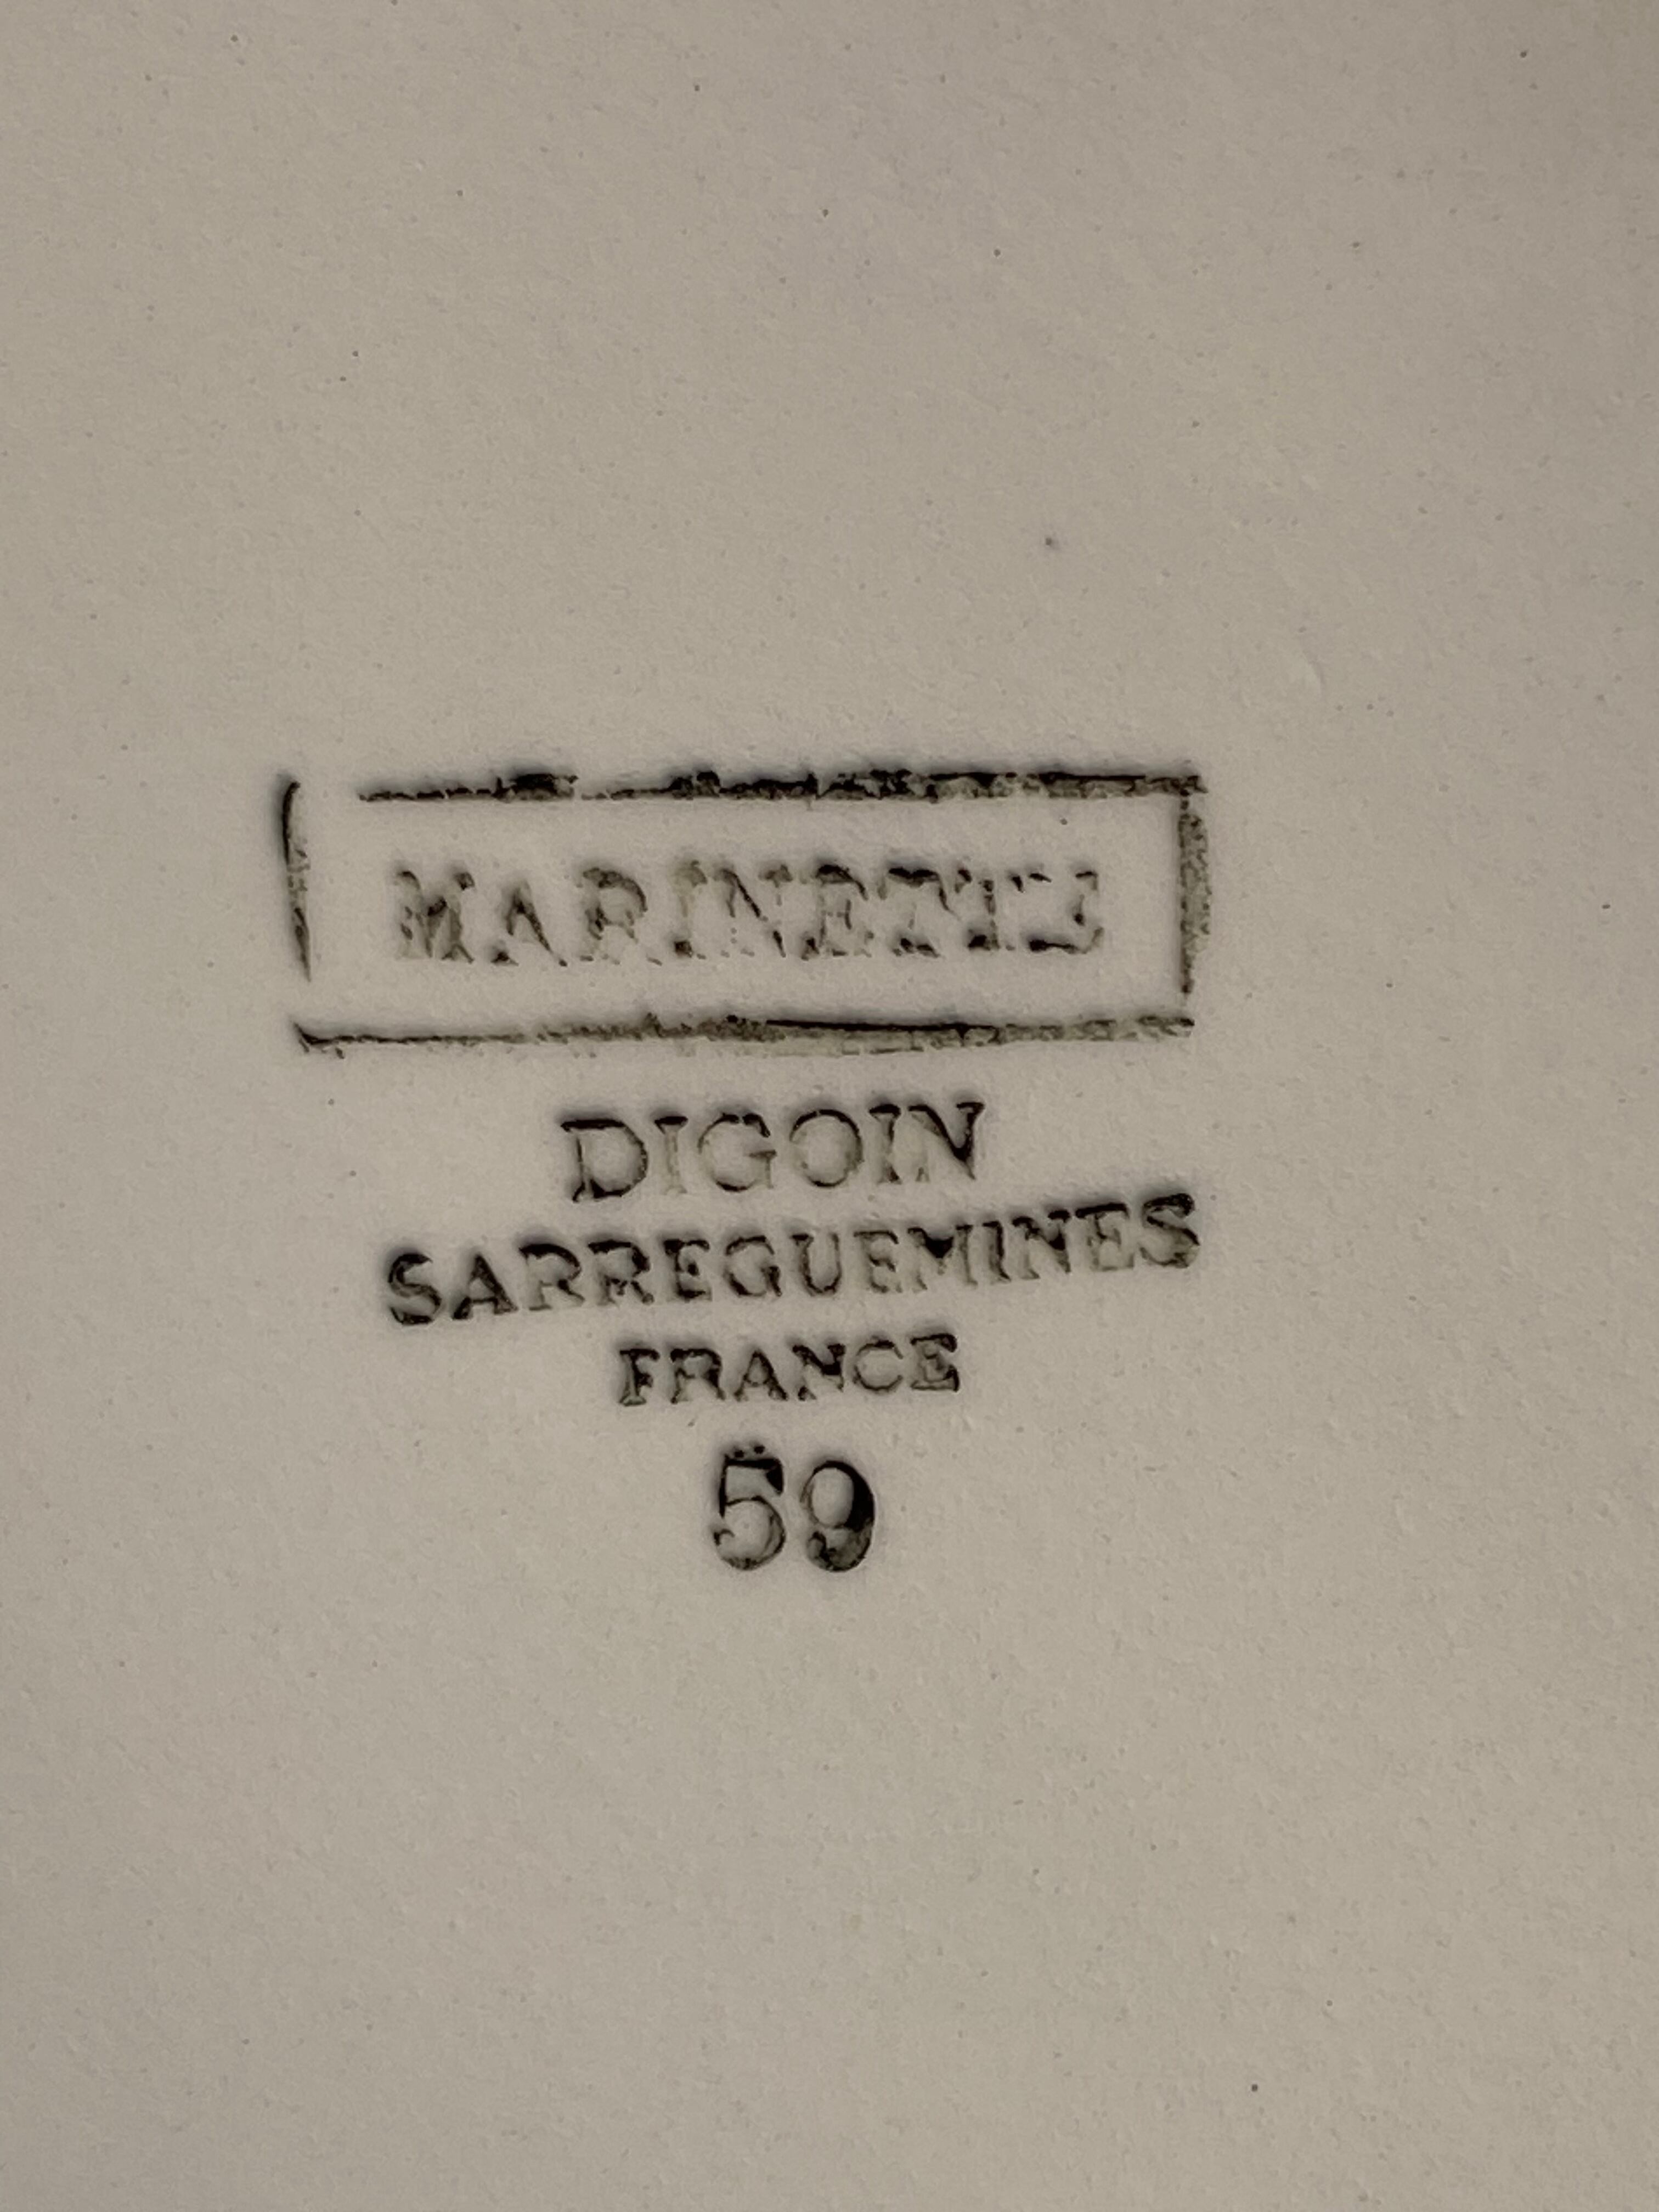 MARINETTE
DIGOIN
SARREGUEMINES
FRANCE
59